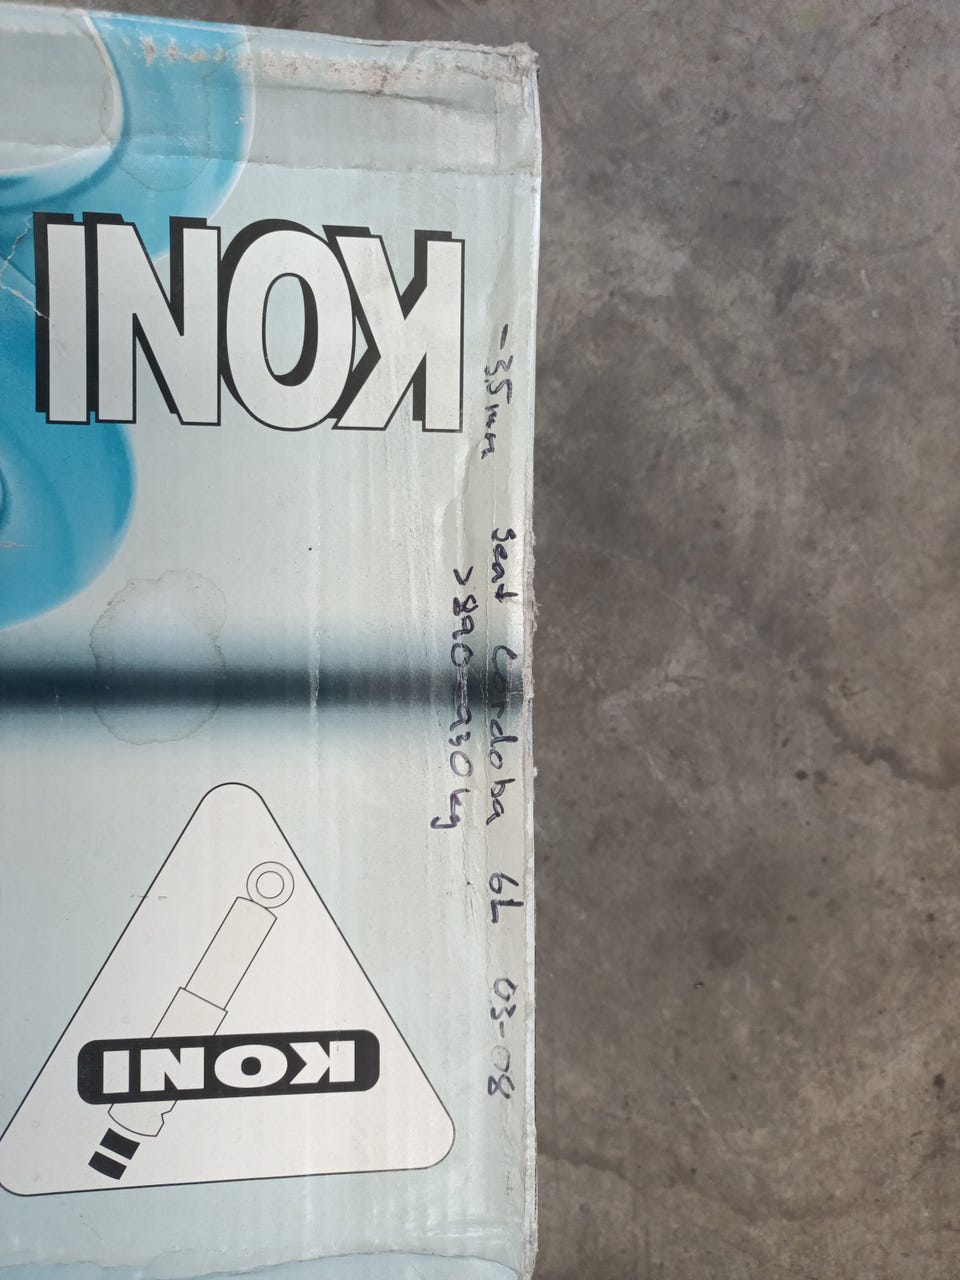 KONI
-35mm Seat Cordoba 6L 03-08
>890-930kg
KONI